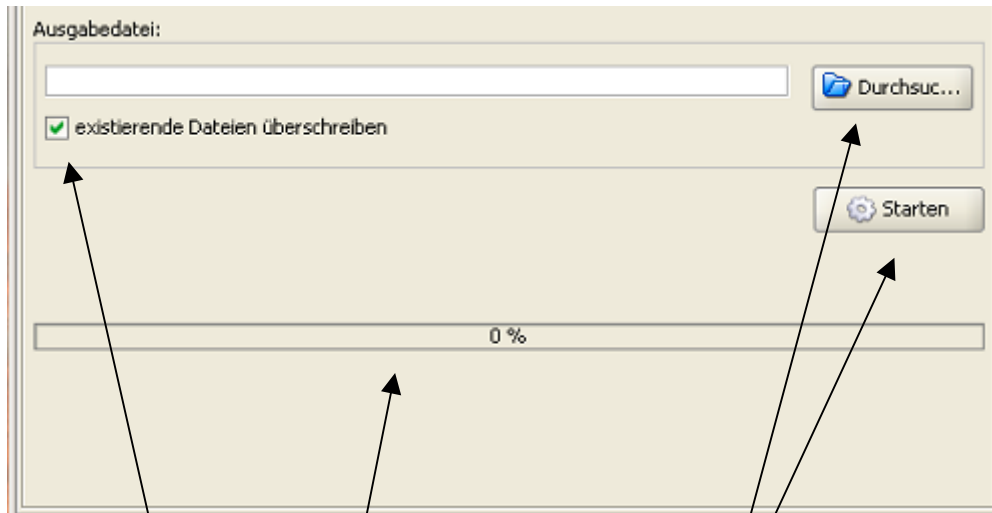 Ausgabedatei:
Durchsuc...
existierende Dateien überschreiben
Starten
0 %